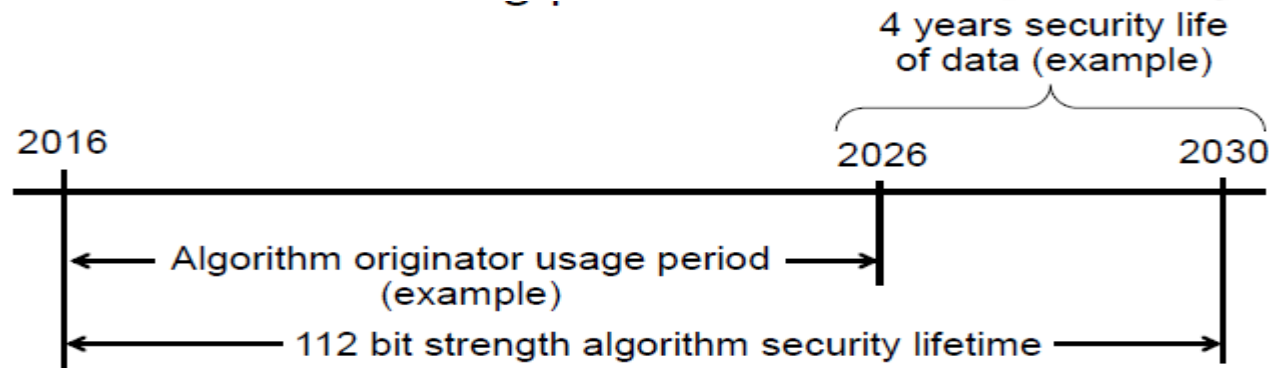 4 years security life
of data (example)
2016
2026
2030
Algorithm originator usage period
(example)
112 bit strength algorithm security lifetime